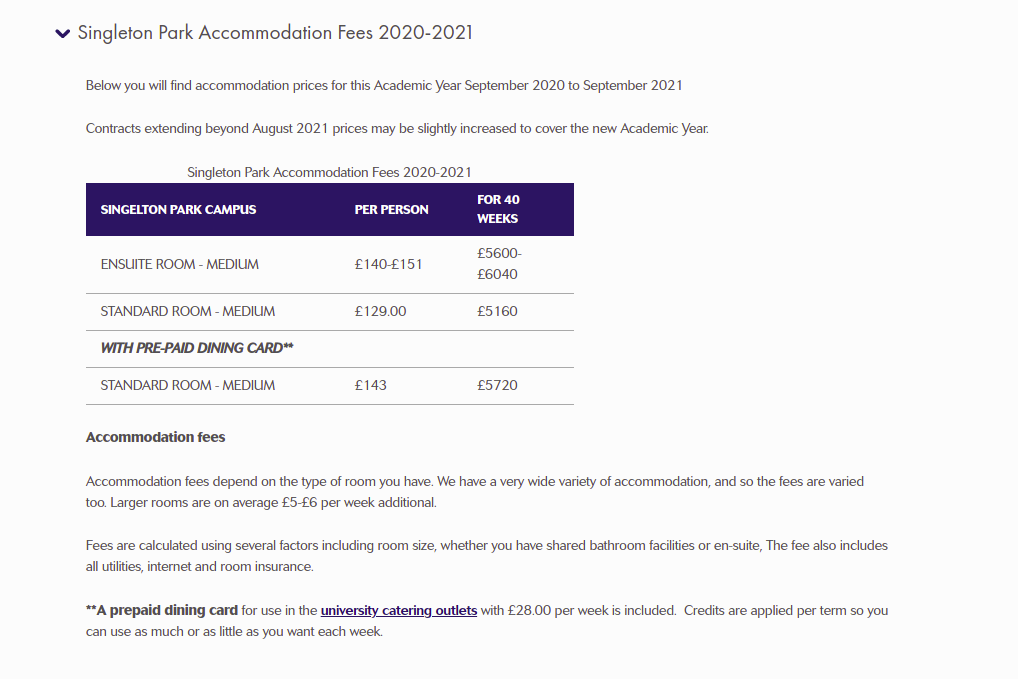 Singleton Park Accommodation Fees 2020-2021
Below you will find accommodation prices for this Academic Year September 2020 to September 2021
Contracts extending beyond August 2021 prices may be slightly increased to cover the new Academic Year.
Singleton Park Accommodation Fees 2020-2021
SINGELTON PARK CAMPUS PER PERSON FOR 40 WEEKS
ENSUITE ROOM - MEDIUM £140-£151 £5600-£6040
STANDARD ROOM - MEDIUM £129.00 £5160
WITH PRE-PAID DINING CARD**
STANDARD ROOM - MEDIUM £143 £5720
Accommodation fees
Accommodation fees depend on the type of room you have. We have a very wide variety of accommodation, and so the fees are varied
too. Larger rooms are on average £5-£6 per week additional.
Fees are calculated using several factors including room size, whether you have shared bathroom facilities or en-suite, The fee also includes
all utilities, internet and room insurance.
**A prepaid dining card for use in the university catering outlets with £28.00 per week is included. Credits are applied per term so you
can use as much or as little as you want each week.